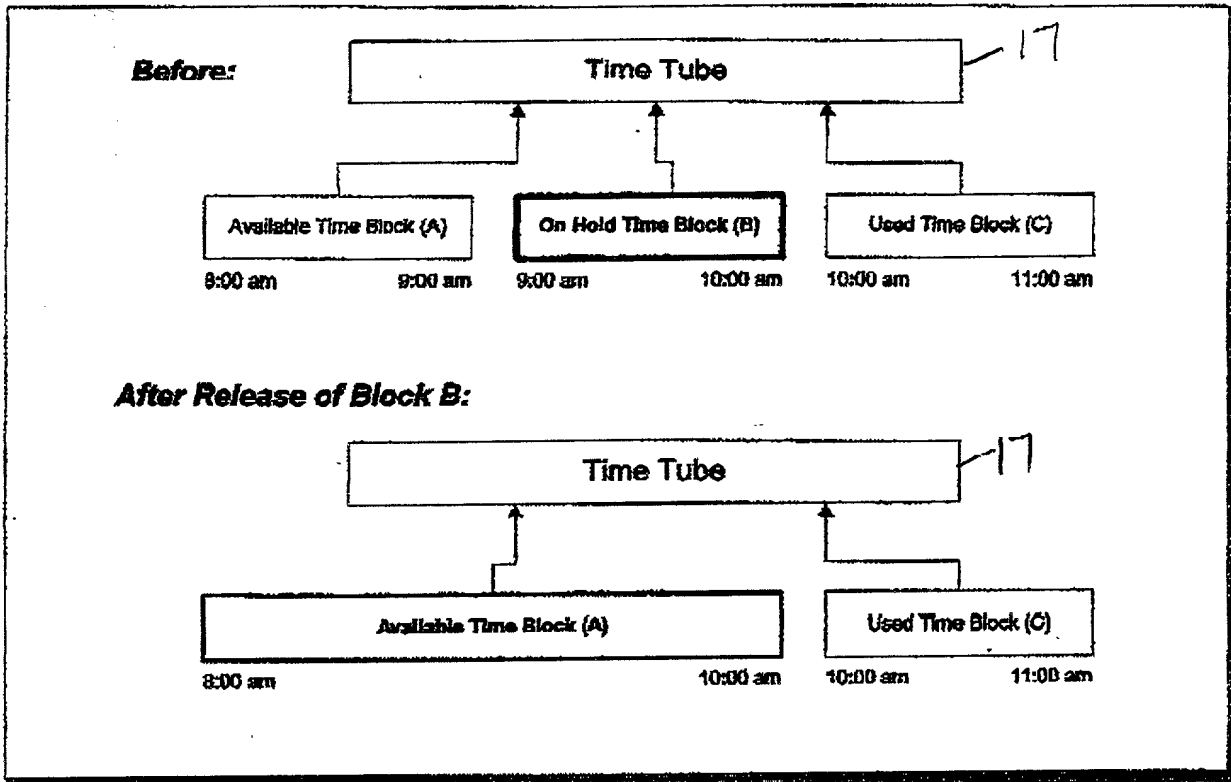 Before:
Time Tube
17
Available Time Block (A)
On Hold Time Block (B)
Used Time Block (C)
8:00 am
9:00 am
9:00 am
10:00 am
10:00 am
11:00 am
After Release of Block B:
Time Tube
17
Available Time Block (A)
Used Time Block (C)
8:00 am
10:00 am
10:00 am
11:00 am